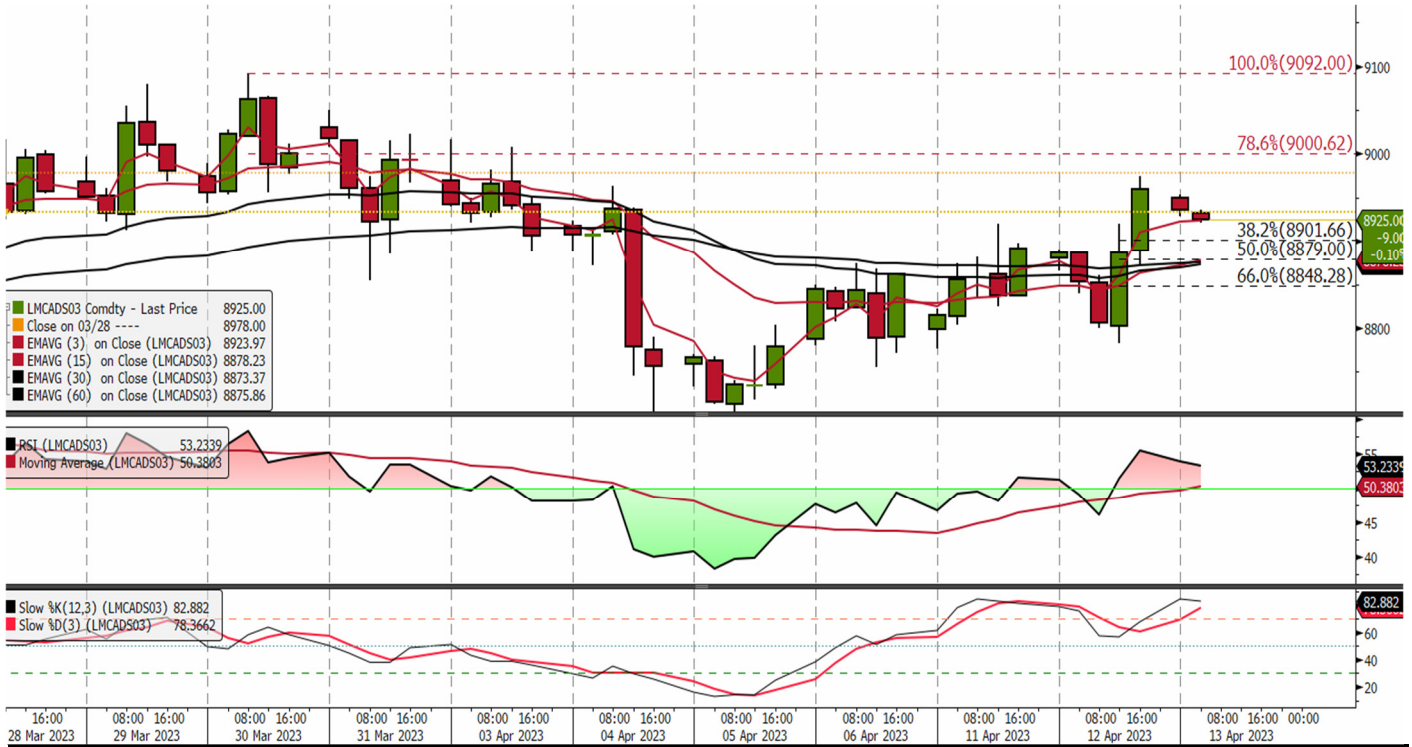 100.0%(9092.00)
9100
78.6%(9000.62)
9000
8925.00
-9.00
-0.10%
38.2%(8901.66)
50.0%(8879.00)
66.0%(8848.28)
8800
LMCADS03 Comdty - Last Price 8925.00
Close on 03/28 ---- 8978.00
EMAVG (3) on Close (LMCADS03) 8923.97
EMAVG (15) on Close (LMCADS03) 8878.23
EMAVG (30) on Close (LMCADS03) 8873.37
EMAVG (60) on Close (LMCADS03) 8875.86
RSI (LMCADS03) 53.2339
Moving Average (LMCADS03) 50.3803
55
53.2339
50.3803
45
40
Slow %K(12,3) (LMCADS03) 82.882
Slow %D(3) (LMCADS03) 78.3662
82.882
60
40
20
16:00 08:00 16:00 08:00 16:00 08:00 16:00 08:00 16:00 08:00 16:00 08:00 16:00 08:00 16:00 08:00 16:00 08:00 16:00 08:00 16:00 00:00
28 Mar 2023 29 Mar 2023 30 Mar 2023 31 Mar 2023 03 Apr 2023 04 Apr 2023 05 Apr 2023 06 Apr 2023 11 Apr 2023 12 Apr 2023 13 Apr 2023